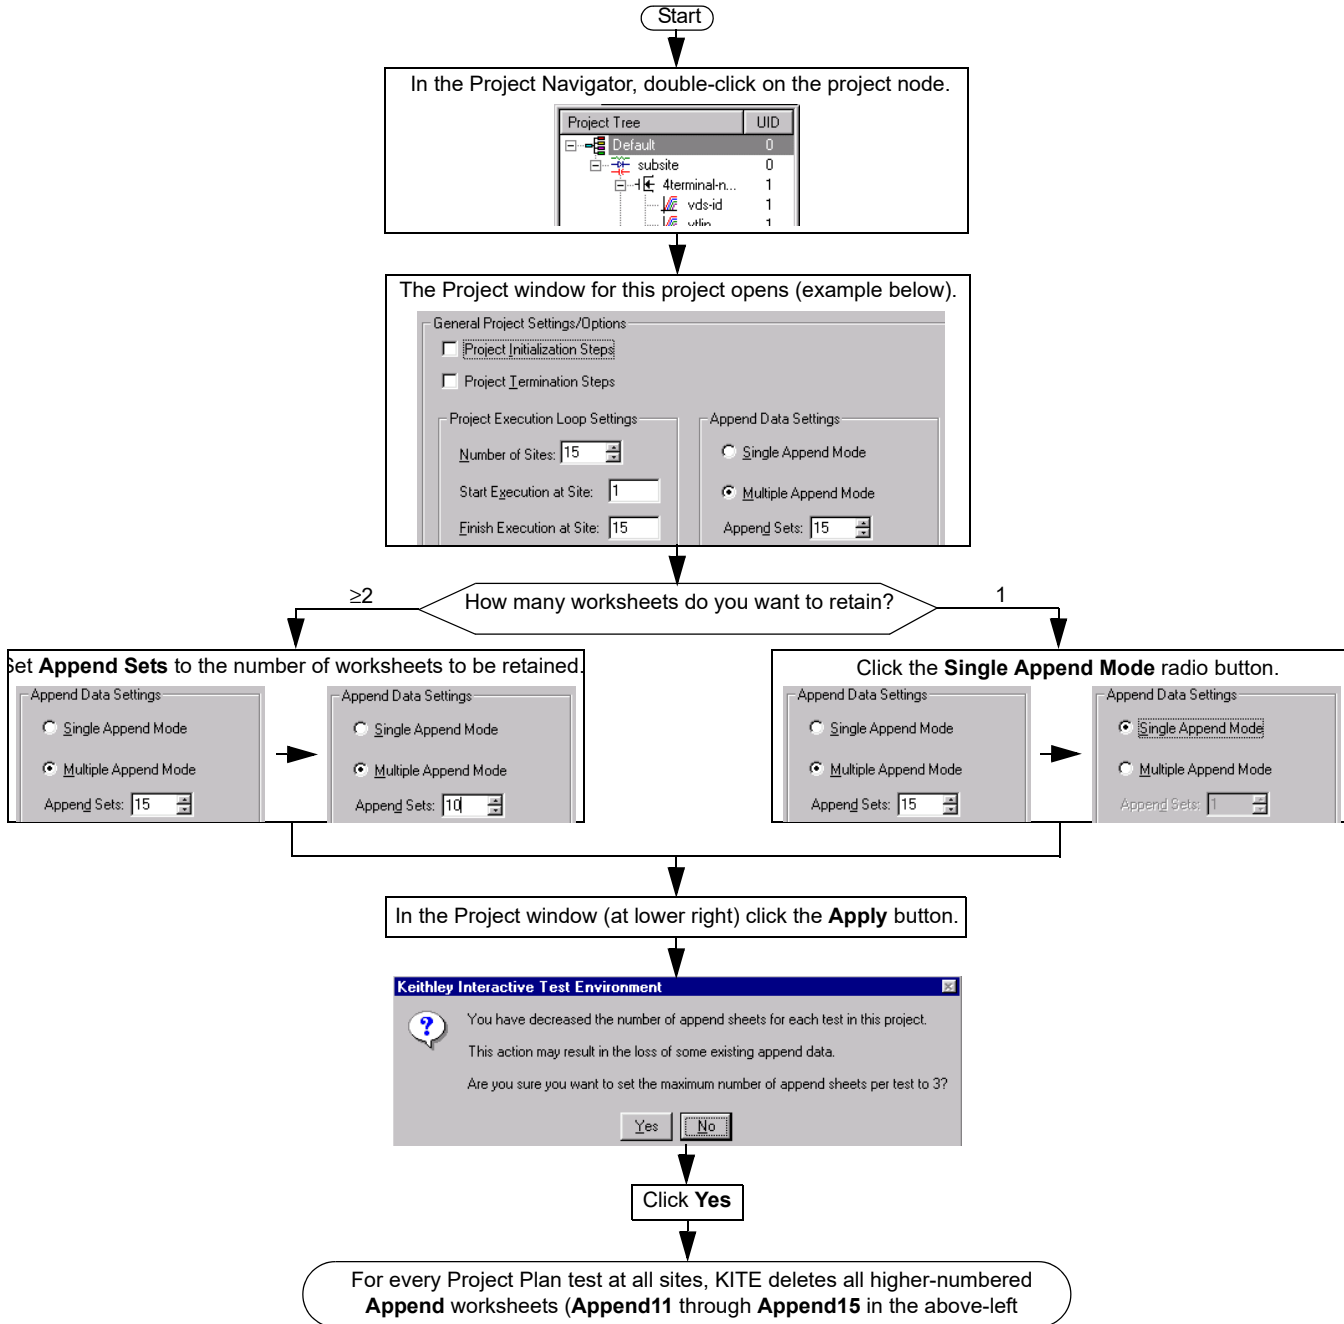 Start
In the Project Navigator, double-click on the project node.
Project Tree UID
Default 0
subsite 0
4terminal-n... 1
vds-id 1
vtlin 1
The Project window for this project opens (example below).
General Project Settings/Options
Project Initialization Steps
Project Termination Steps
Project Execution Loop Settings
Number of Sites: 15
Start Execution at Site: 1
Finish Execution at Site: 15
Append Data Settings
Single Append Mode
Multiple Append Mode
Append Sets: 15
How many worksheets do you want to retain?
≥2
1
Set Append Sets to the number of worksheets to be retained.
Append Data Settings
Single Append Mode
Multiple Append Mode
Append Sets: 15
Append Data Settings
Single Append Mode
Multiple Append Mode
Append Sets: 10
Click the Single Append Mode radio button.
Append Data Settings
Single Append Mode
Multiple Append Mode
Append Sets: 15
Append Data Settings
Single Append Mode
Multiple Append Mode
Append Sets: 1
In the Project window (at lower right) click the Apply button.
Keithley Interactive Test Environment
You have decreased the number of append sheets for each test in this project.
This action may result in the loss of some existing append data.
Are you sure you want to set the maximum number of append sheets per test to 3?
Yes No
Click Yes
For every Project Plan test at all sites, KITE deletes all higher-numbered
Append worksheets (Append11 through Append15 in the above-left